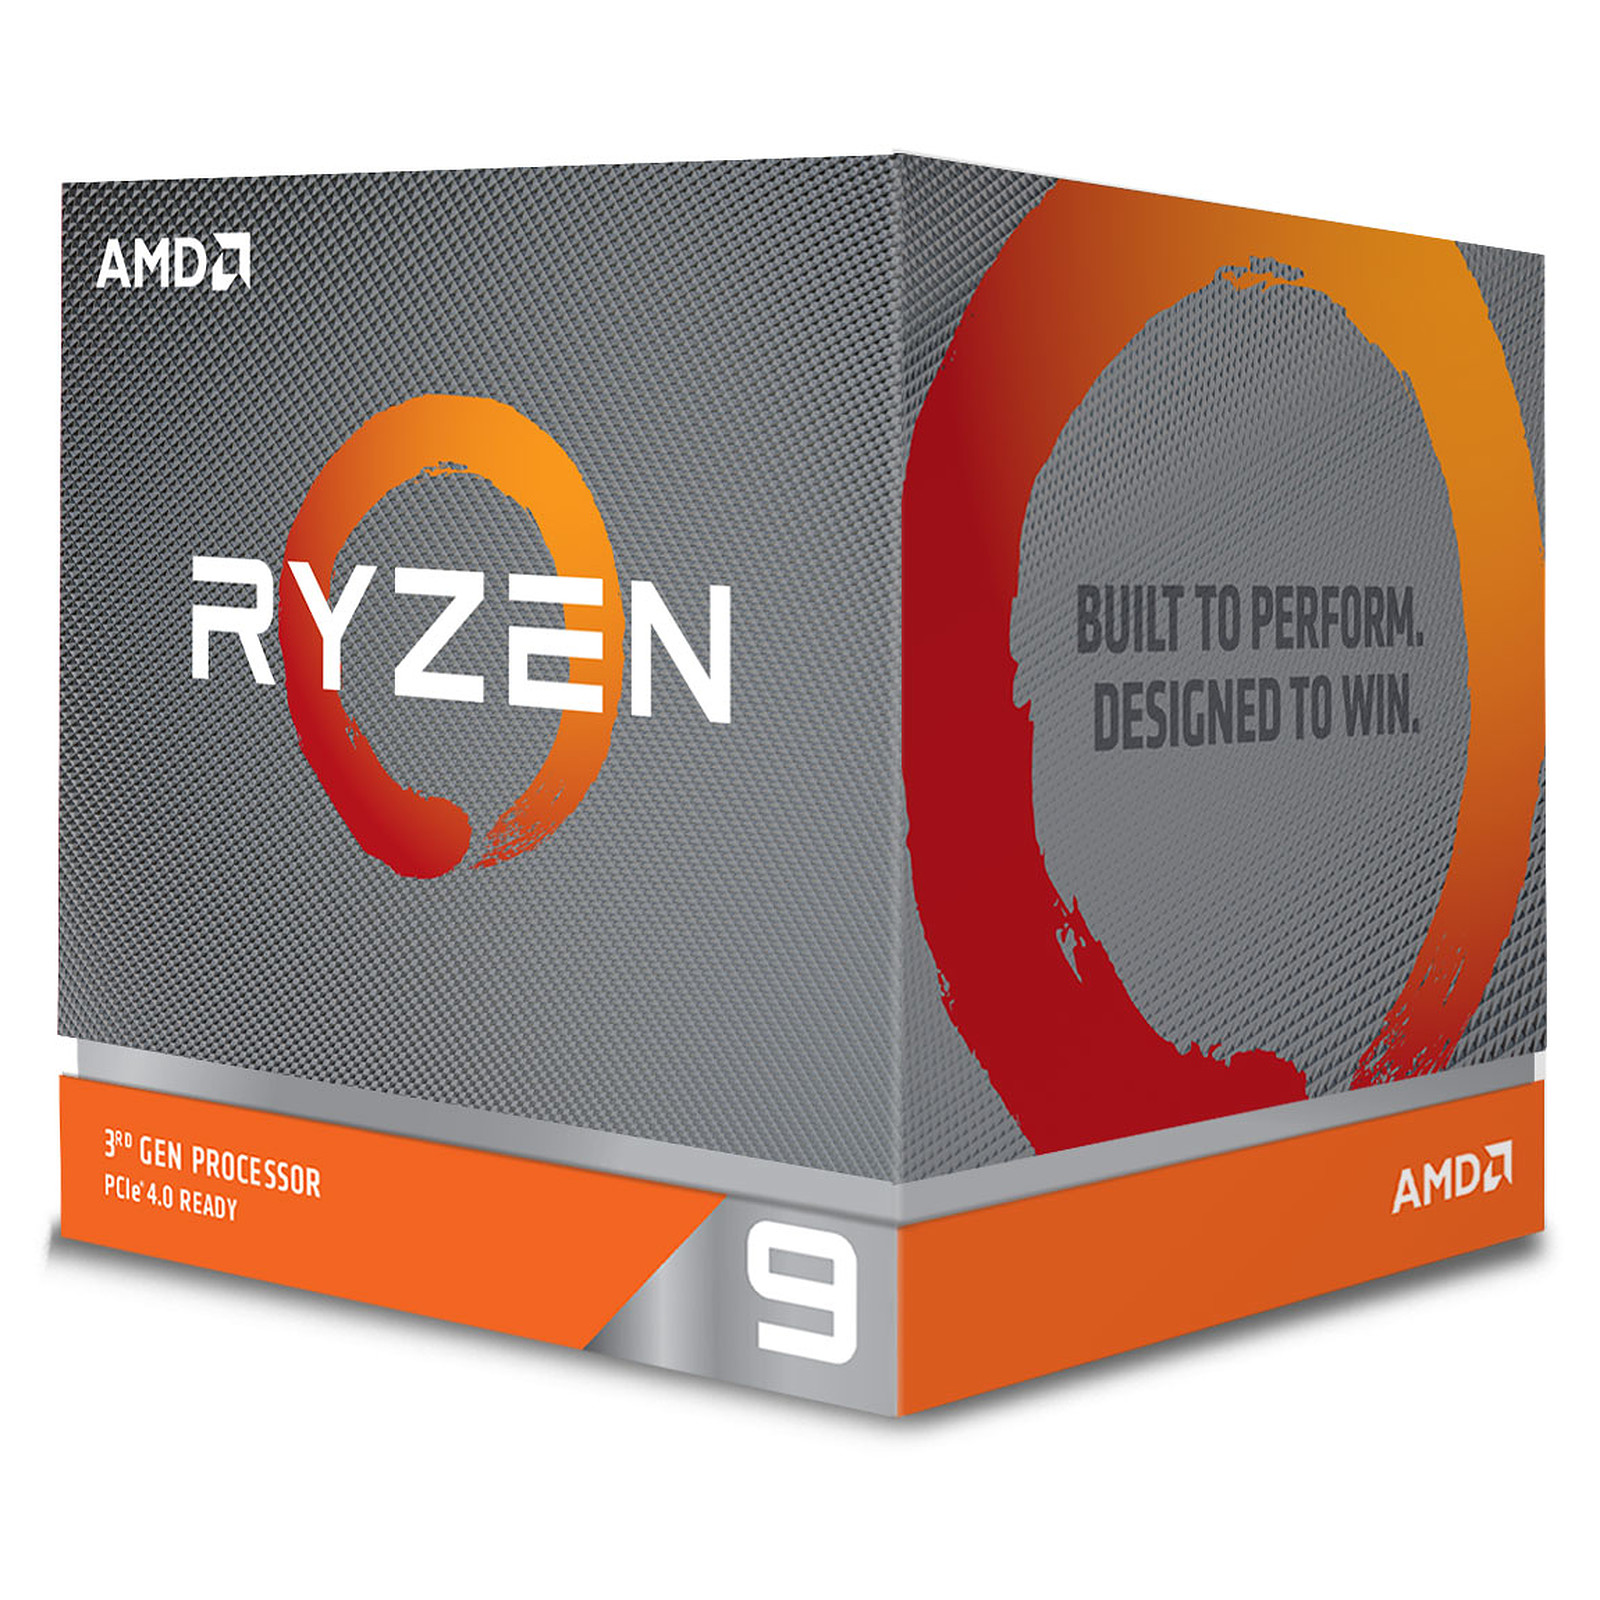 AMD
RYZEN
BUILT TO PERFORM.
DESIGNED TO WIN.
3RD GEN PROCESSOR
PCIe® 4.0 READY
9
AMD